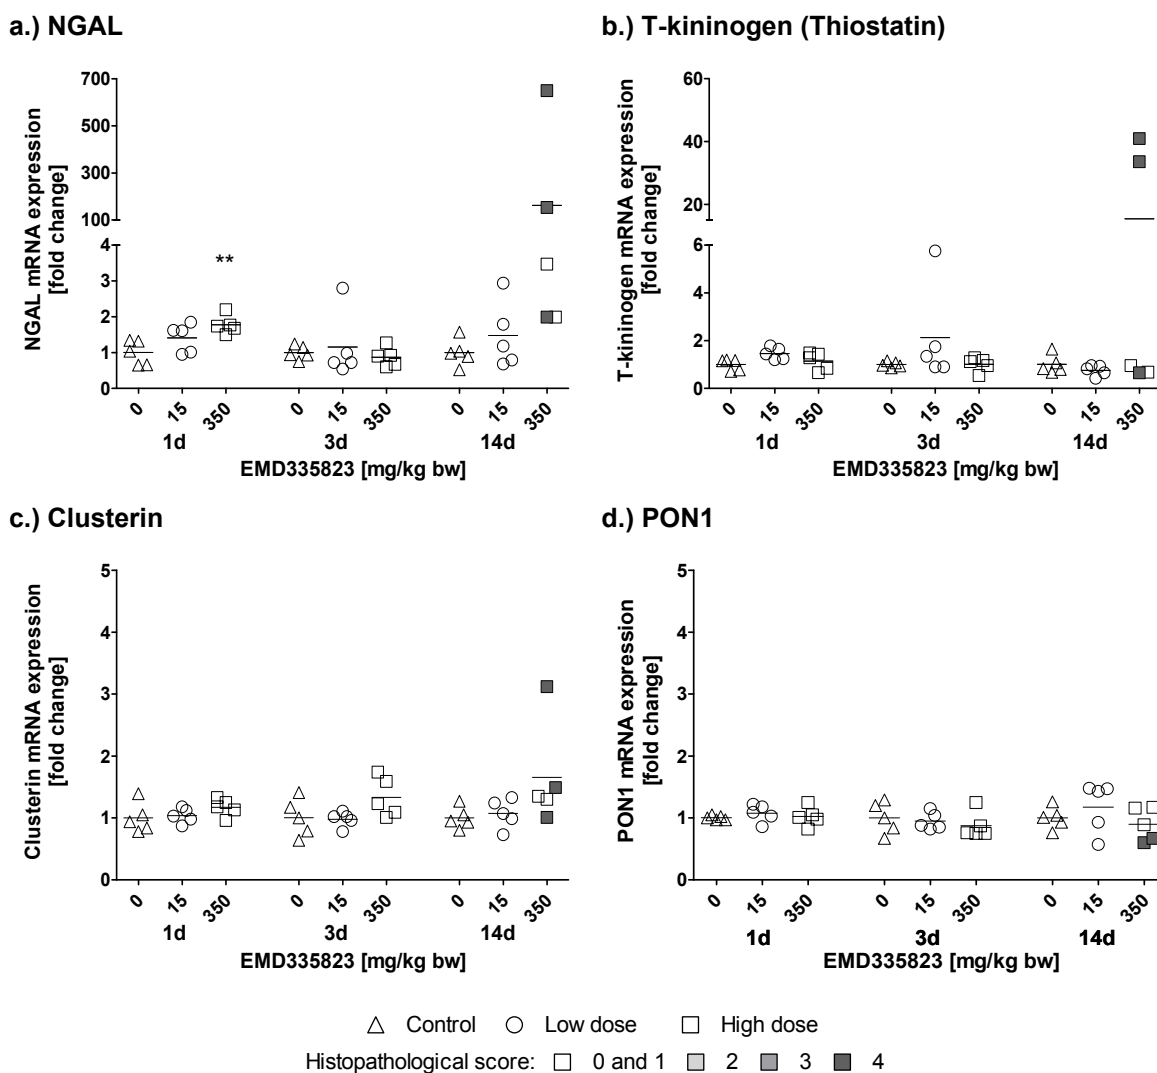 a.) NGAL
NGAL mRNA expression
[fold change]
700
500
300
100
4
3
2
1
0
**
0 15 350 0 15 350 0 15 350
1d 3d 14d
EMD335823 [mg/kg bw]
b.) T-kininogen (Thiostatin)
T-kininogen mRNA expression
[fold change]
60
40
20
6
4
2
0
0 15 350 0 15 350 0 15 350
1d 3d 14d
EMD335823 [mg/kg bw]
c.) Clusterin
Clusterin mRNA expression
[fold change]
5
4
3
2
1
0
0 15 350 0 15 350 0 15 350
1d 3d 14d
EMD335823 [mg/kg bw]
d.) PON1
PON1 mRNA expression
[fold change]
5
4
3
2
1
0
0 15 350 0 15 350 0 15 350
1d 3d 14d
EMD335823 [mg/kg bw]
Control Low dose High dose
Histopathological score: 0 and 1 2 3 4